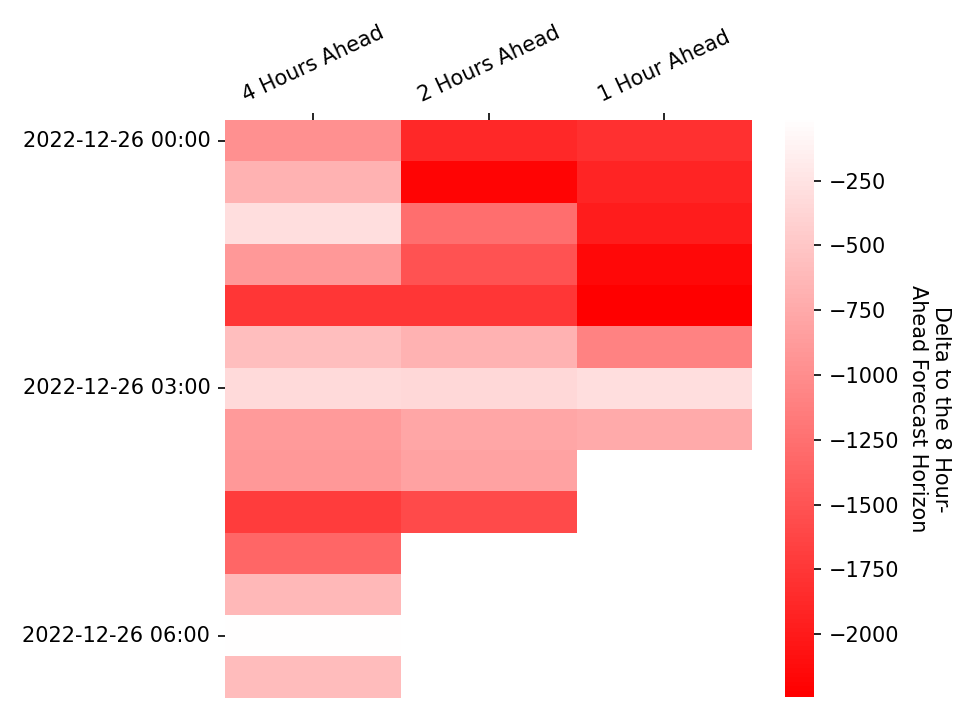 4 Hours Ahead
2 Hours Ahead
1 Hour Ahead
2022-12-26 00:00
2022-12-26 03:00
2022-12-26 06:00
−250
−500
−750
−1000
−1250
−1500
−1750
−2000
Delta to the 8 Hour-
Ahead Forecast Horizon